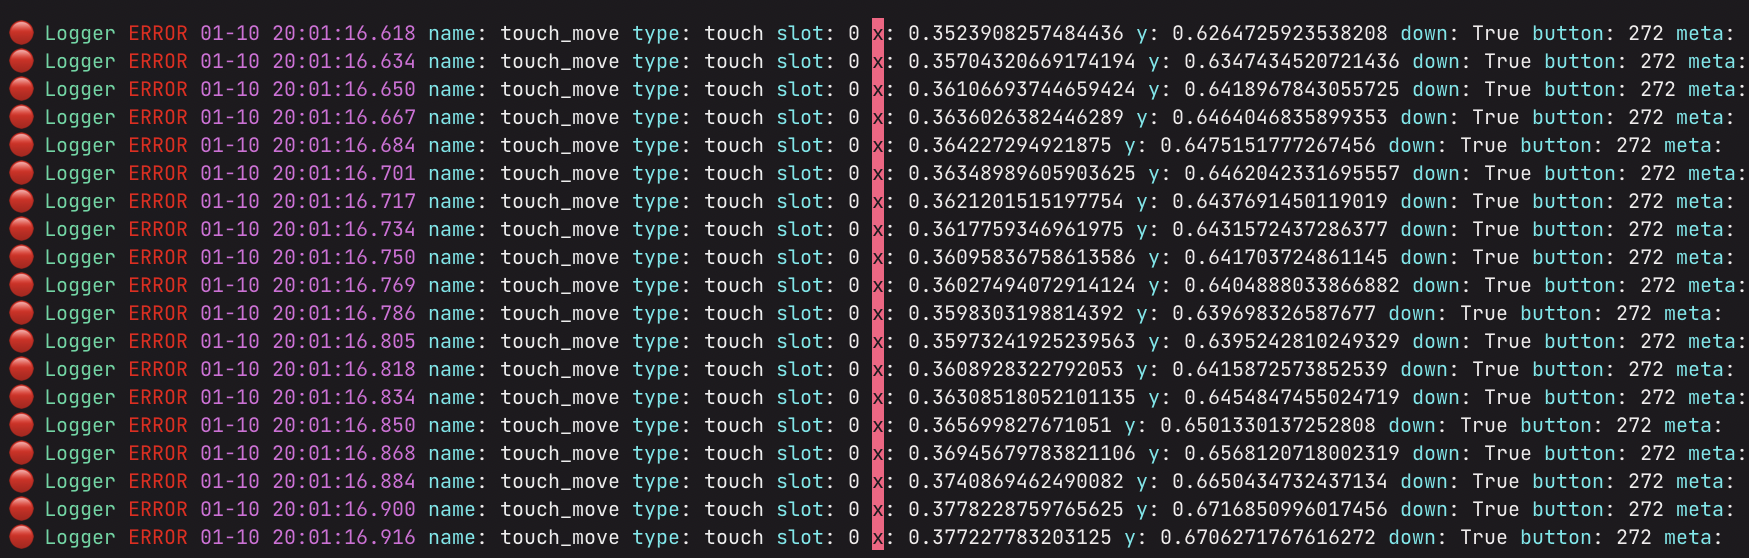 Logger ERROR 01-10 20:01:16.618 name: touch_move type: touch slot: 0 x: 0.3523908257484436 y: 0.6264725923538208 down: True button: 272 meta:
Logger ERROR 01-10 20:01:16.634 name: touch_move type: touch slot: 0 x: 0.35704320669174194 y: 0.6347434520721436 down: True button: 272 meta:
Logger ERROR 01-10 20:01:16.650 name: touch_move type: touch slot: 0 x: 0.36106693744659424 y: 0.6418967843055725 down: True button: 272 meta:
Logger ERROR 01-10 20:01:16.667 name: touch_move type: touch slot: 0 x: 0.3636026382446289 y: 0.6464046835899353 down: True button: 272 meta:
Logger ERROR 01-10 20:01:16.684 name: touch_move type: touch slot: 0 x: 0.364227294921875 y: 0.6475151777267456 down: True button: 272 meta:
Logger ERROR 01-10 20:01:16.701 name: touch_move type: touch slot: 0 x: 0.36348989605903625 y: 0.6462042331695557 down: True button: 272 meta:
Logger ERROR 01-10 20:01:16.717 name: touch_move type: touch slot: 0 x: 0.3621201515197754 y: 0.6437691450119019 down: True button: 272 meta:
Logger ERROR 01-10 20:01:16.734 name: touch_move type: touch slot: 0 x: 0.3617759346961975 y: 0.6431572437286377 down: True button: 272 meta:
Logger ERROR 01-10 20:01:16.750 name: touch_move type: touch slot: 0 x: 0.36095836758613586 y: 0.641703724861145 down: True button: 272 meta:
Logger ERROR 01-10 20:01:16.769 name: touch_move type: touch slot: 0 x: 0.36027494072914124 y: 0.6404888033866882 down: True button: 272 meta:
Logger ERROR 01-10 20:01:16.786 name: touch_move type: touch slot: 0 x: 0.3598303198814392 y: 0.639698326587677 down: True button: 272 meta:
Logger ERROR 01-10 20:01:16.805 name: touch_move type: touch slot: 0 x: 0.35973241925239563 y: 0.6395242810249329 down: True button: 272 meta:
Logger ERROR 01-10 20:01:16.818 name: touch_move type: touch slot: 0 x: 0.3608928322792053 y: 0.6415872573852539 down: True button: 272 meta:
Logger ERROR 01-10 20:01:16.834 name: touch_move type: touch slot: 0 x: 0.36308518052101135 y: 0.6454847455024719 down: True button: 272 meta:
Logger ERROR 01-10 20:01:16.850 name: touch_move type: touch slot: 0 x: 0.365699827671051 y: 0.6501330137252808 down: True button: 272 meta:
Logger ERROR 01-10 20:01:16.868 name: touch_move type: touch slot: 0 x: 0.36945679783821106 y: 0.6568120718002319 down: True button: 272 meta:
Logger ERROR 01-10 20:01:16.884 name: touch_move type: touch slot: 0 x: 0.3740869462490082 y: 0.6650434732437134 down: True button: 272 meta:
Logger ERROR 01-10 20:01:16.900 name: touch_move type: touch slot: 0 x: 0.3778228759765625 y: 0.6716850996017456 down: True button: 272 meta:
Logger ERROR 01-10 20:01:16.916 name: touch_move type: touch slot: 0 x: 0.377227783203125 y: 0.6706271767616272 down: True button: 272 meta: